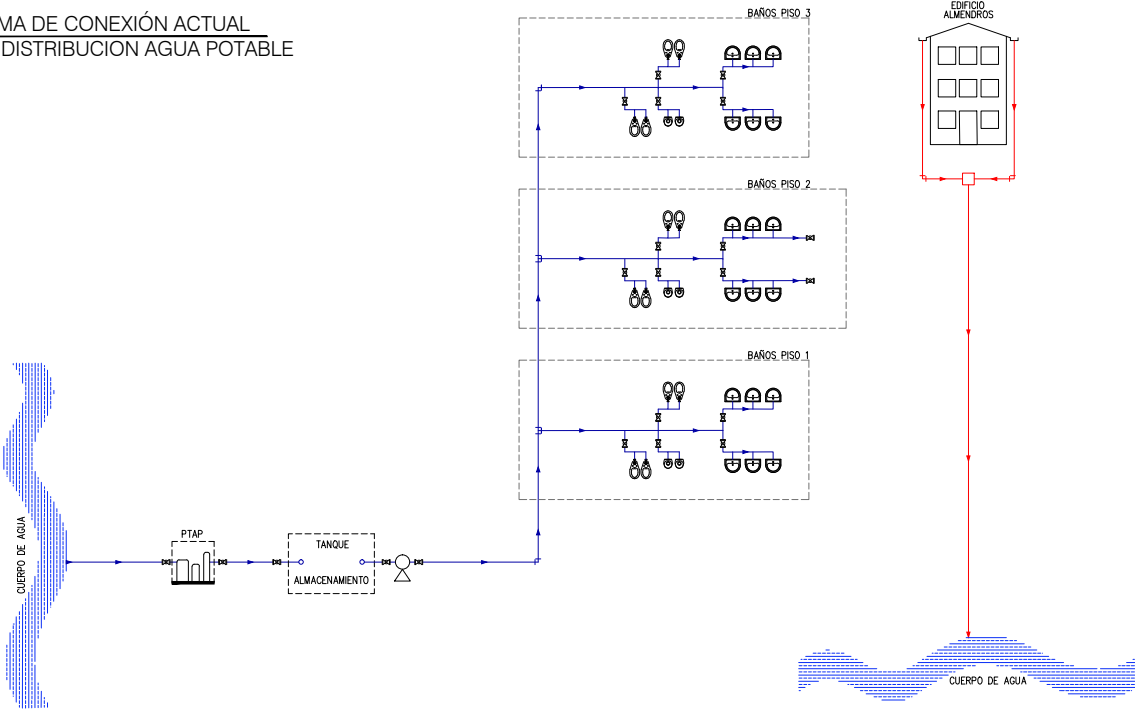 MA DE CONEXIÓN ACTUAL
DISTRIBUCION AGUA POTABLE
BAÑOS PISO 3
EDIFICIO
ALMENDROS
BAÑOS PISO 2
BAÑOS PISO 1
CUERPO DE AGUA
PTAP
TANQUE
ALMACENAMIENTO
CUERPO DE AGUA